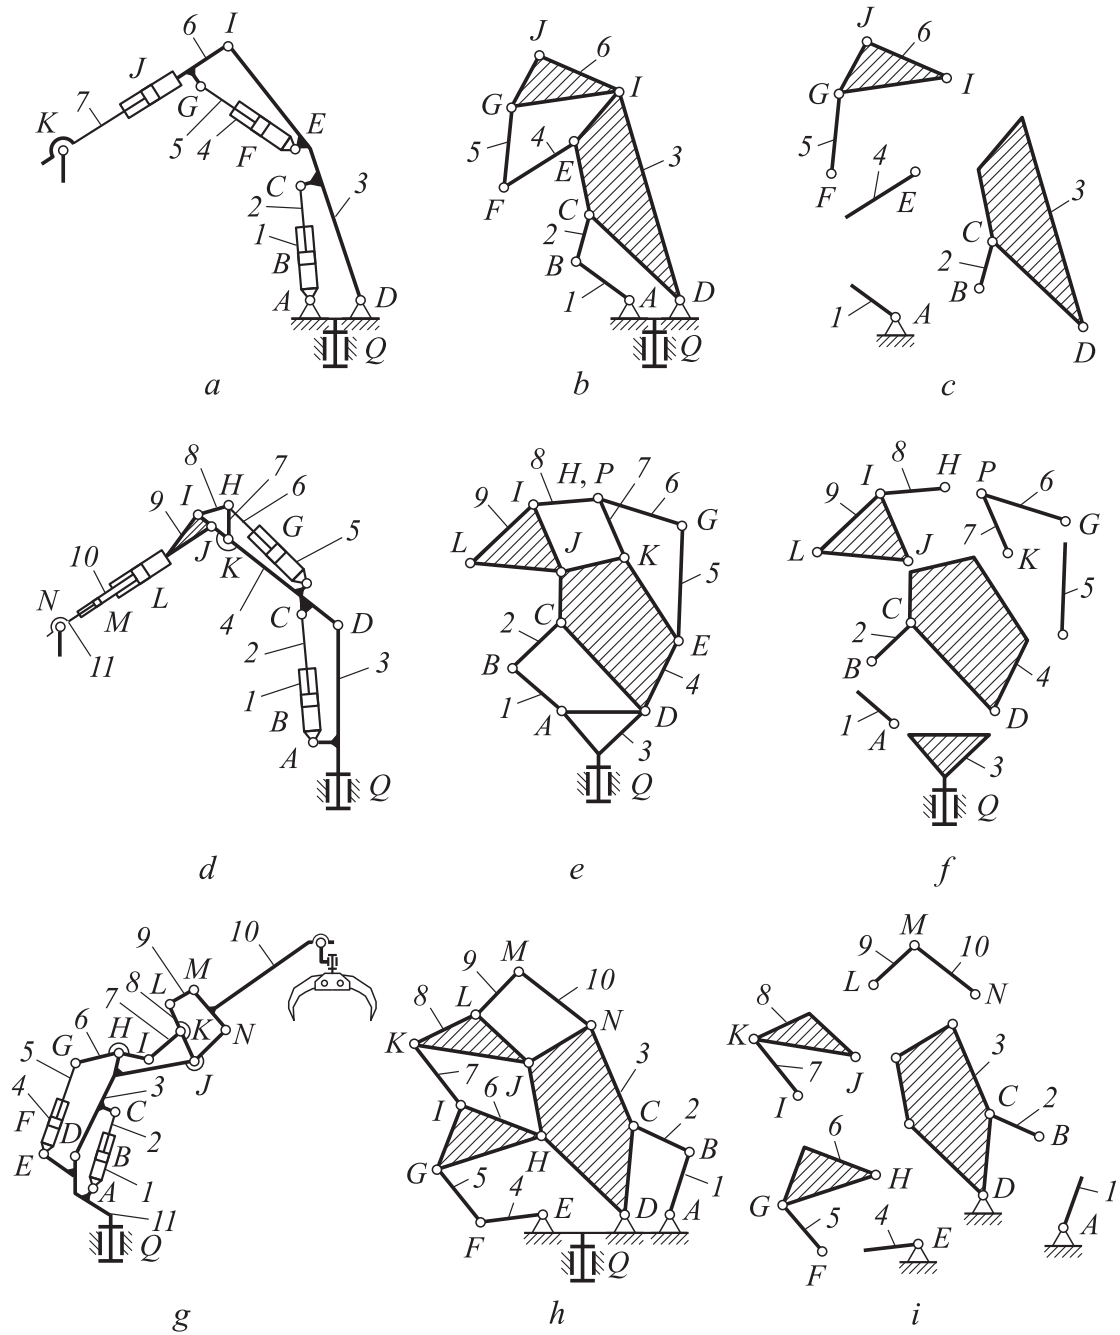 6 I
J
7 G
K
5 4 F E
C
2 3
1
B
A D
Q
a
J
6
G I
5 4
E 3
F
C
2
B
1 A D
Q
b
J
6
G I
5 4
F E
3
C
2
B
1 A
D
c
8 7
H 6
9 I
G
10 J 5
K
N
L C
M 4 D
11 2
3
1
B
A
Q
d
8 H, P 7
I 6
9
G
L J
K
5
C
2
B E
1 4
A D
3
Q
e
I 8 H P
6
9 G
7
L J K
5
C
2
B
4
1 D
A
3
Q
f
10
9
M
8 L
7
6 H K
G I N
5 J
4 3
F C
D 2
B
E
A 1
11
Q
g
M
9
10
L
8
K N
3
7 J
6
I C
2
B
G H
5 1
4
E D A
F
Q
h
M
9 10
L
N
8
K 3
7 J
I C
2
6 B
H
G
D 1
5 4
E A
F
i